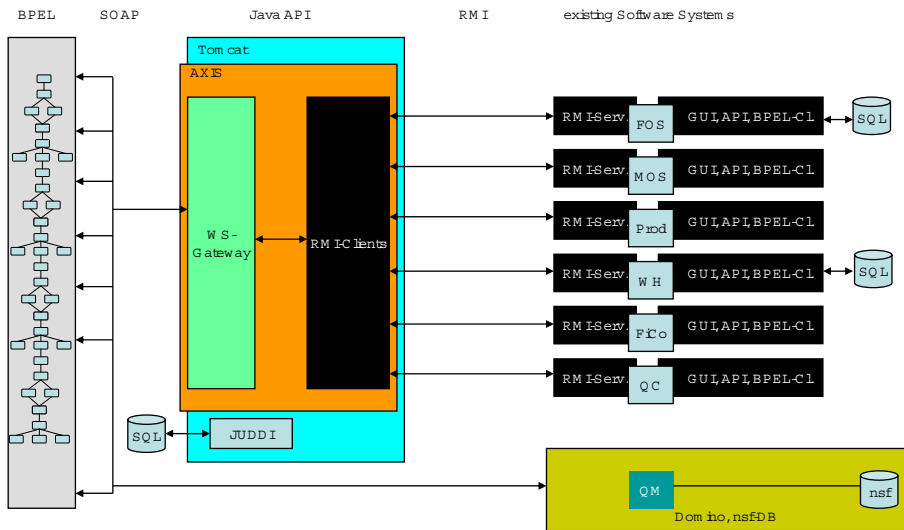 BPEL SOAP Java API RMI existing Software Systems
Tomcat
AXIS
RMI-Serv. FOS GUI,API,BPEL-Cl SQL
RMI-Serv. MOS GUI,API,BPEL-Cl
RMI-Serv. Prod GUI,API,BPEL-Cl
WS-
Gateway
RMI-Clients
RMI-Serv. WH GUI,API,BPEL-Cl SQL
RMI-Serv. FiCo GUI,API,BPEL-Cl
RMI-Serv. QC GUI,API,BPEL-Cl
SQL JUDDI
QM nsf
Domino, nsf-DB